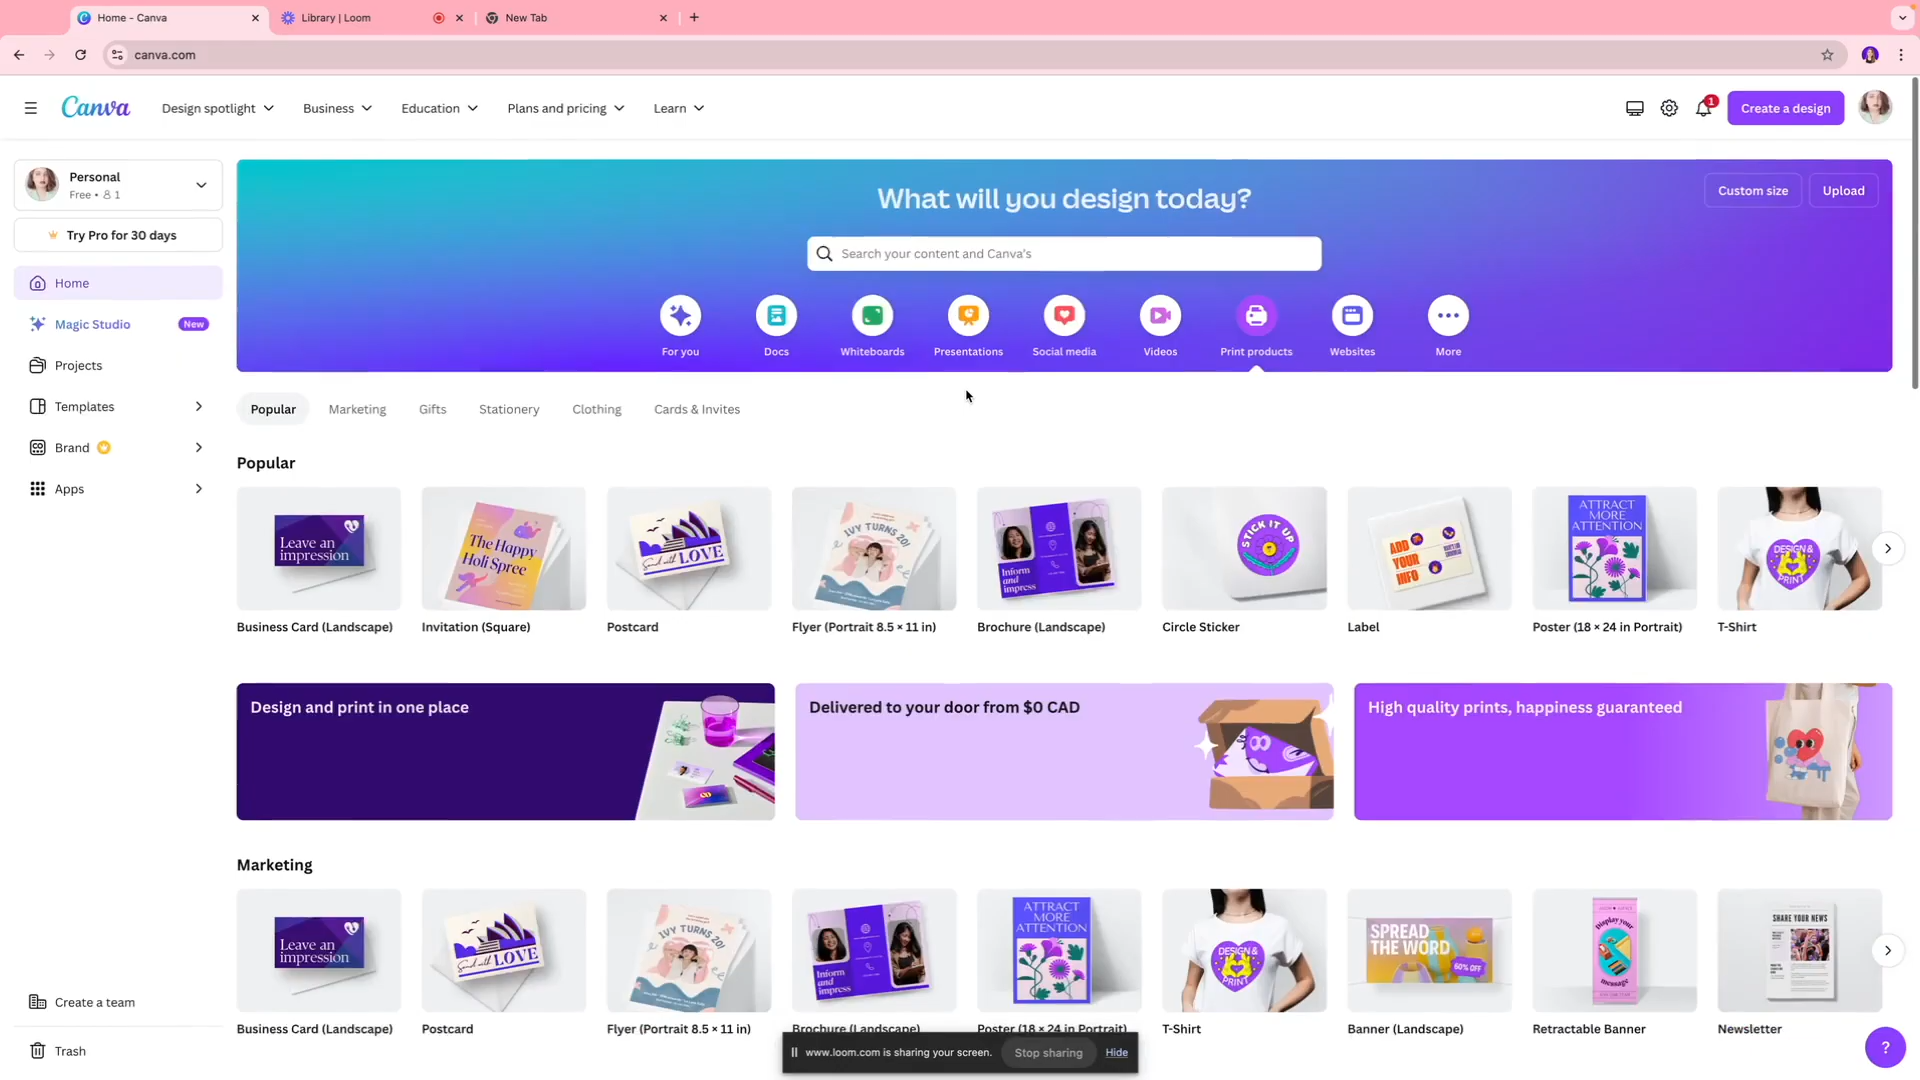 Home - Canva
Library | Loom
New Tab
canva.com
Canva
Design spotlight
Business
Education
Plans and pricing
Learn
1
Create a design
Personal
Free • 1
Try Pro for 30 days
Home
Magic Studio
New
Projects
Templates
Brand
Apps
Create a team
Trash
What will you design today?
Custom size
Upload
Search your content and Canva's
For you
Docs
Whiteboards
Presentations
Social media
Videos
Print products
Websites
More
Popular
Marketing
Gifts
Stationery
Clothing
Cards & Invites
Popular
Leave an
impression
The Happy
Holi Spree
Send with
LOVE
IVY TURNS 20!
Inform
and
impress
STICK IT UP
ADD
YOUR
INFO
ATTRACT
MORE
ATTENTION
DESIGN &
PRINT
Business Card (Landscape)
Invitation (Square)
Postcard
Flyer (Portrait 8.5 × 11 in)
Brochure (Landscape)
Circle Sticker
Label
Poster (18 × 24 in Portrait)
T-Shirt
Design and print in one place
Delivered to your door from $0 CAD
High quality prints, happiness guaranteed
Marketing
Leave an
impression
Send with
LOVE
IVY TURNS 20!
Inform
and
impress
ATTRACT
MORE
ATTENTION
DESIGN &
PRINT
SPREAD
THE WORD
50% OFF
Display your
message
SHARE YOUR NEWS
Business Card (Landscape)
Postcard
Flyer (Portrait 8.5 × 11 in)
Brochure (Landscape)
Poster (18 × 24 in Portrait)
T-Shirt
Banner (Landscape)
Retractable Banner
Newsletter
www.loom.com is sharing your screen.
Stop sharing
Hide
?